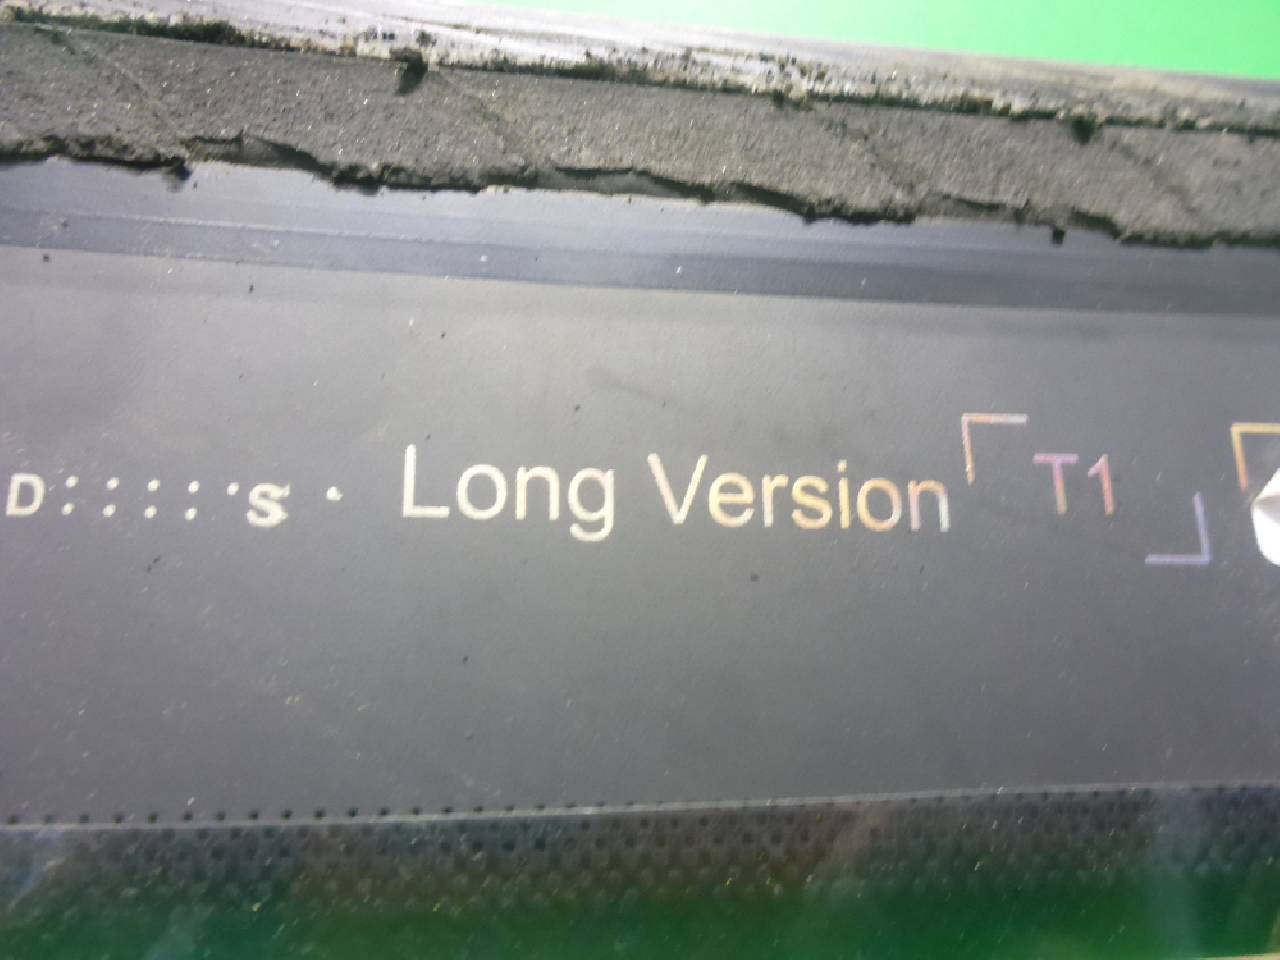 D:::::·s · Long Version「T1」